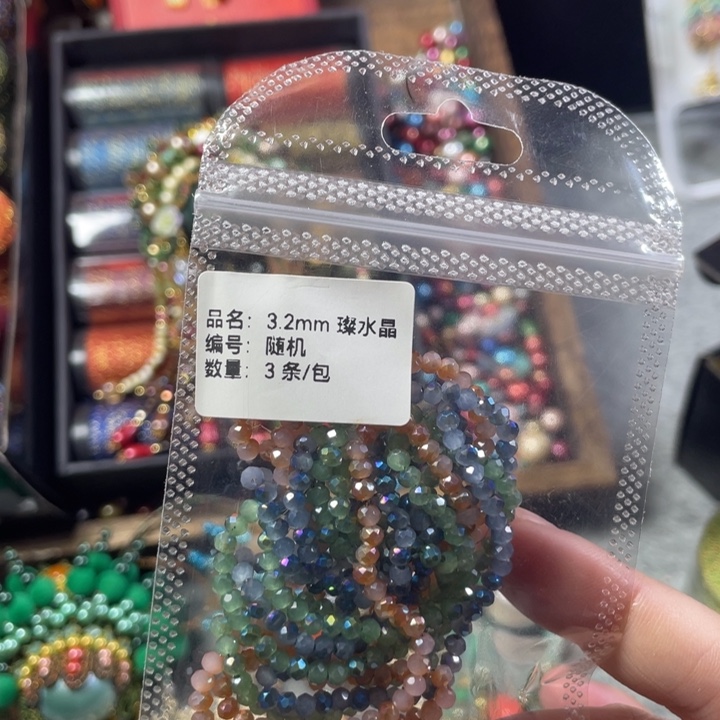 品名: 3.2mm 璨水晶
编号: 随机
数量: 3 条/包